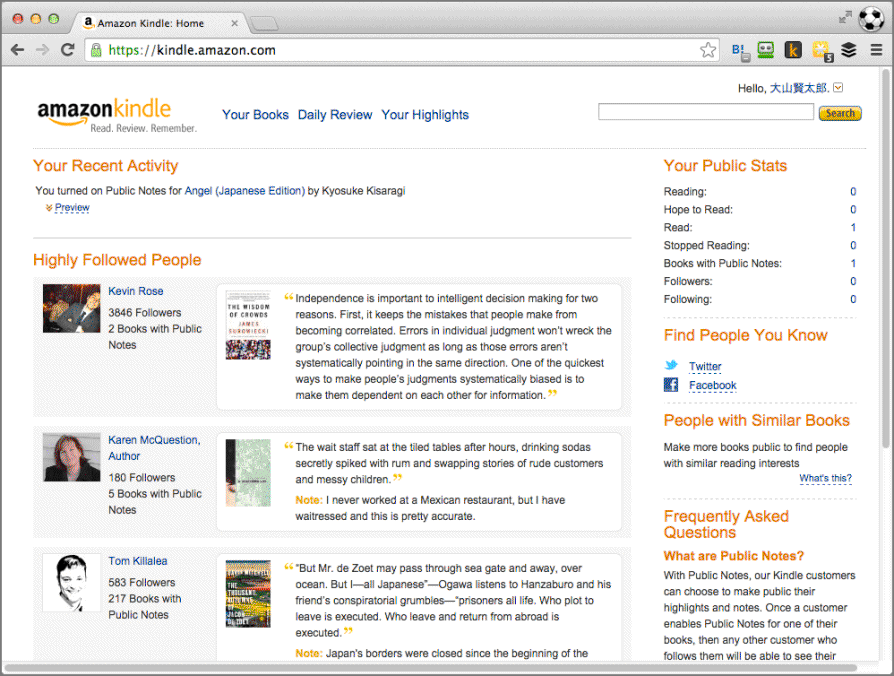 Amazon Kindle: Home
https://kindle.amazon.com
B!
k
5
Hello, 大山賢太郎.
amazonkindle
Read. Review. Remember.
Your Books Daily Review Your Highlights
Search
Your Recent Activity
You turned on Public Notes for Angel (Japanese Edition) by Kyosuke Kisaragi
Preview
Highly Followed People
Kevin Rose
3846 Followers
2 Books with Public
Notes
THE WISDOM
OF CROWDS
JAMES
SUROWIECKI
“Independence is important to intelligent decision making for two
reasons. First, it keeps the mistakes that people make from
becoming correlated. Errors in individual judgment won't wreck the
group's collective judgment as long as those errors aren't
systematically pointing in the same direction. One of the quickest
ways to make people's judgments systematically biased is to
make them dependent on each other for information.”
Karen McQuestion,
Author
180 Followers
5 Books with Public
Notes
“The wait staff sat at the tiled tables after hours, drinking sodas
secretly spiked with rum and swapping stories of rude customers
and messy children.”
Note: I never worked at a Mexican restaurant, but I have
waitressed and this is pretty accurate.
Tom Killalea
583 Followers
217 Books with
Public Notes
“"But Mr. de Zoet may pass through sea gate and away, over
ocean. But I—all Japanese"—Ogawa listens to Hanzaburo and his
friend's conspiratorial grumbles—"prisoners all life. Who plot to
leave is executed. Who leave and return from abroad is
executed.”
Note: Japan's borders were closed since the beginning of the
Your Public Stats
Reading: 0
Hope to Read: 0
Read: 1
Stopped Reading: 0
Books with Public Notes: 1
Followers: 0
Following: 0
Find People You Know
Twitter
Facebook
People with Similar Books
Make more books public to find people
with similar reading interests
What's this?
Frequently Asked
Questions
What are Public Notes?
With Public Notes, our Kindle customers
can choose to make public their
highlights and notes. Once a customer
enables Public Notes for one of their
books, then any other customer who
follows them will be able to see their